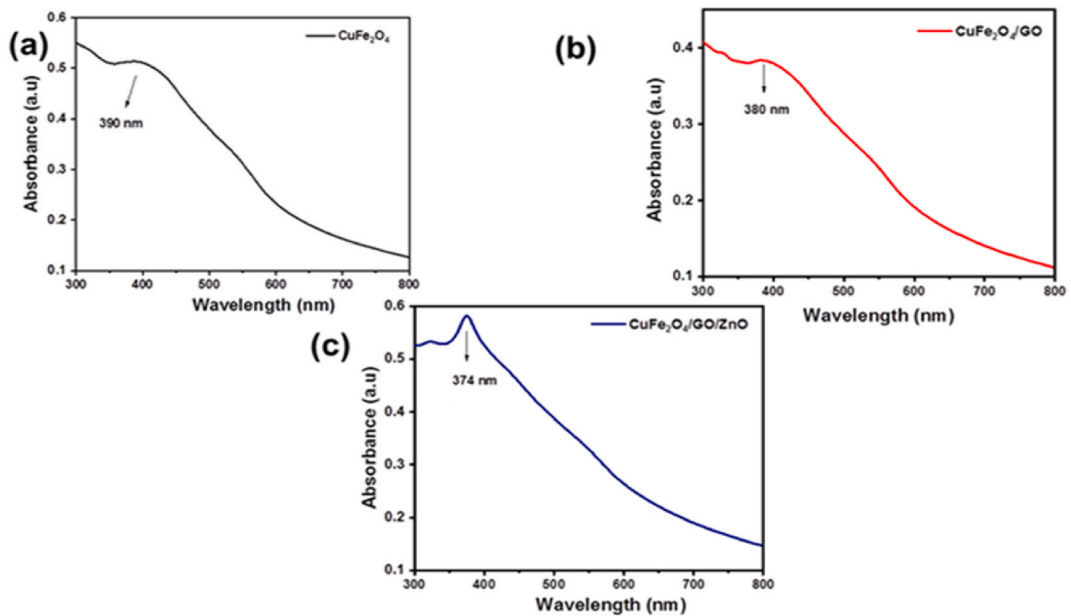 (a)
CuFe₂O₄
0.6
0.5
0.4
0.3
0.2
0.1
Absorbance (a.u)
390 nm
300 400 500 600 700 800
Wavelength (nm)
(b)
CuFe₂O₄/GO
0.4
0.3
0.2
0.1
Absorbance (a.u)
380 nm
300 400 500 600 700 800
Wavelength (nm)
(c)
CuFe₂O₄/GO/ZnO
0.6
0.5
0.4
0.3
0.2
0.1
Absorbance (a.u)
374 nm
300 400 500 600 700 800
Wavelength (nm)